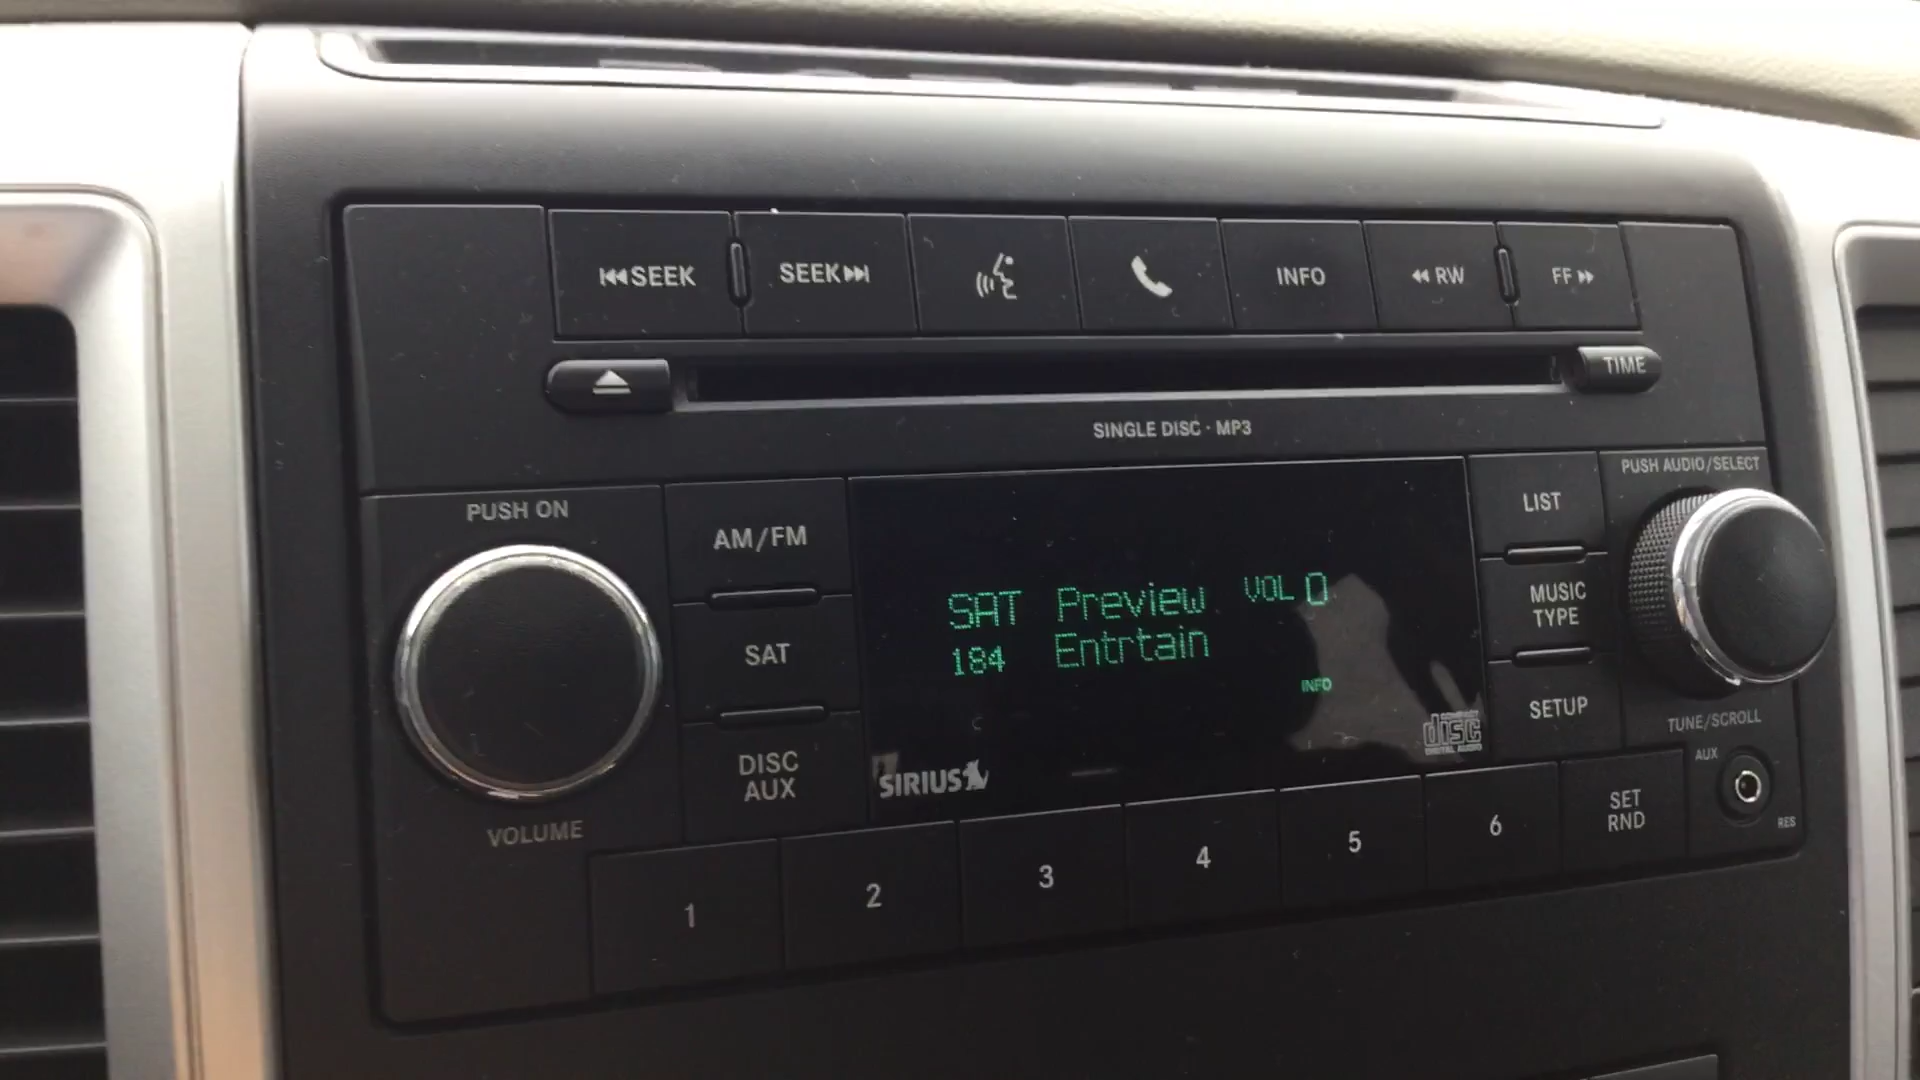 SEEK
SEEK
INFO
RW
FF
TIME
SINGLE DISC · MP3
PUSH ON
VOLUME
AM/FM
SAT
DISC
AUX
SAT Preview VOL 0
184 Entrtain
INFO
SIRIUS
COMPACT
disc
DIGITAL AUDIO
LIST
MUSIC
TYPE
SETUP
PUSH AUDIO/SELECT
TUNE/SCROLL
AUX
RES
1
2
3
4
5
6
SET
RND